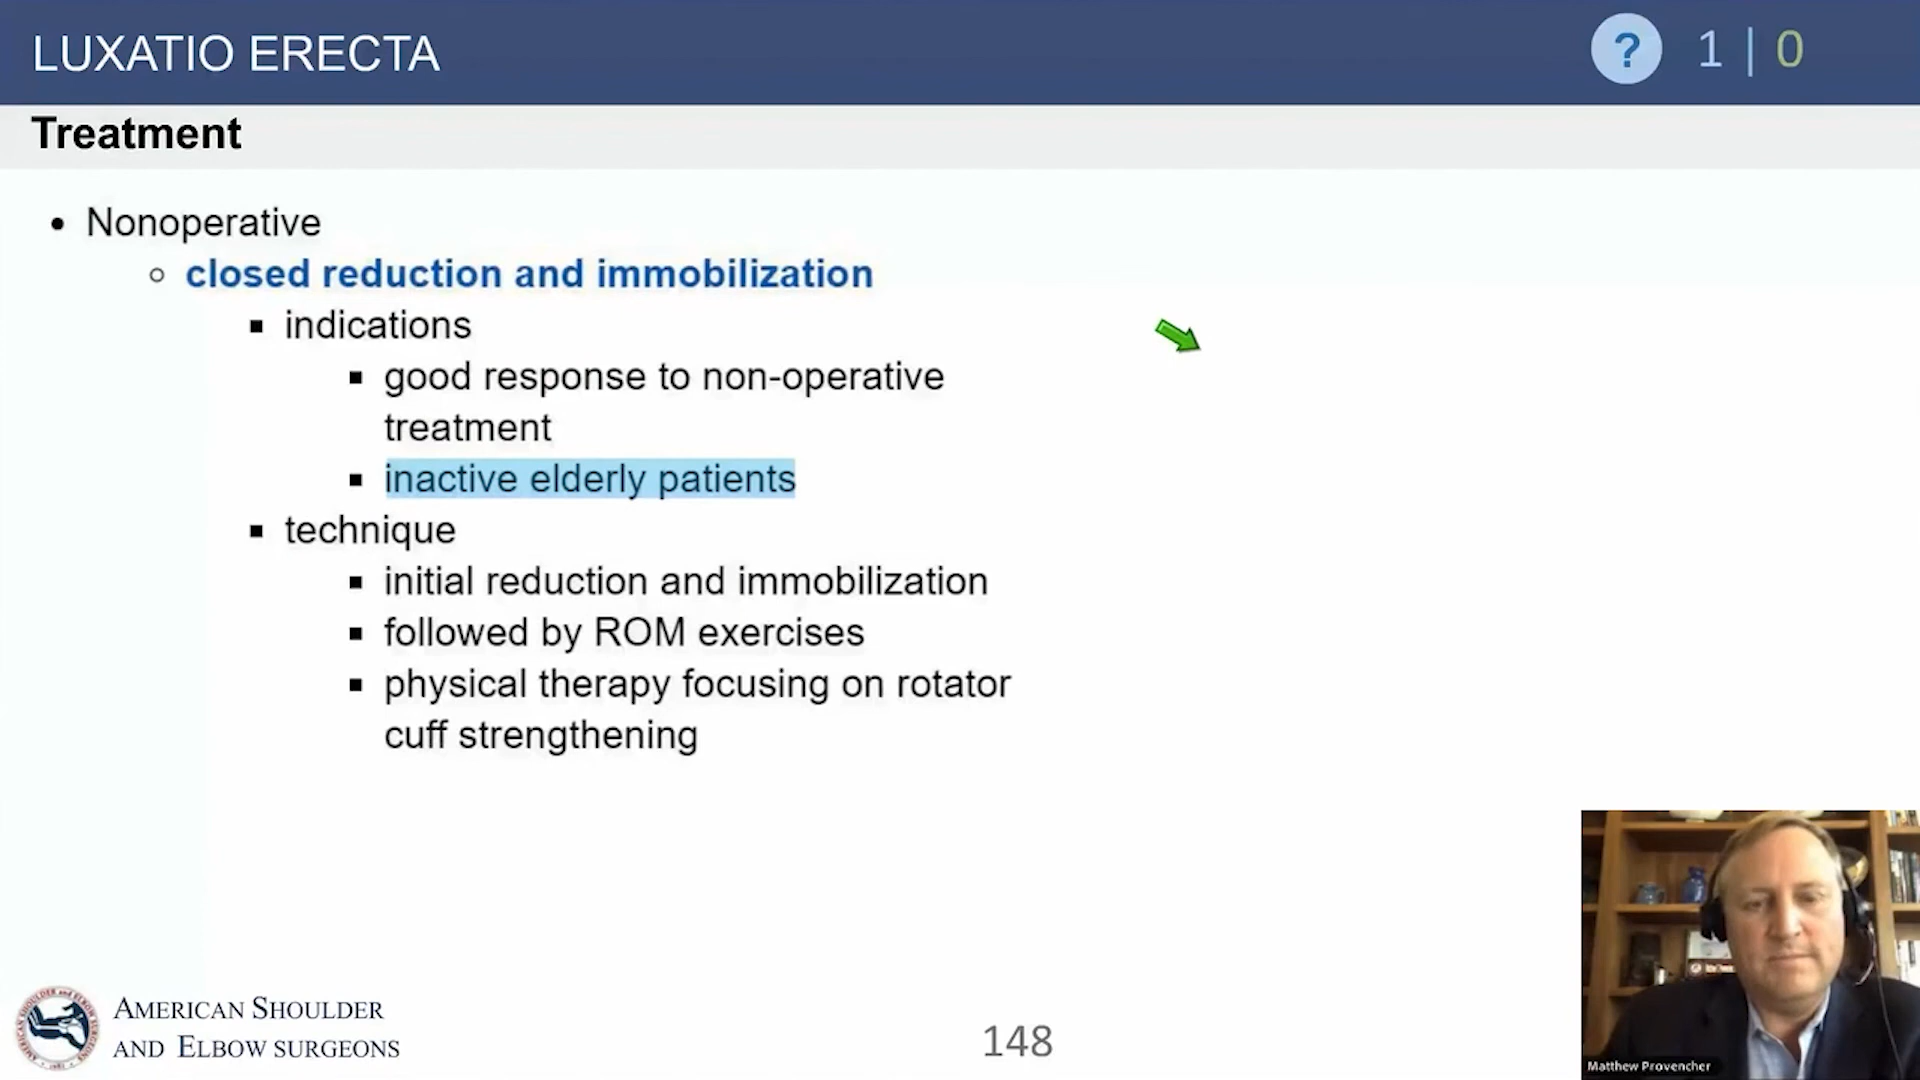 LUXATIO ERECTA
? 1 | 0
Treatment
• Nonoperative
○ closed reduction and immobilization
▪ indications
▪ good response to non-operative
treatment
▪ inactive elderly patients
▪ technique
▪ initial reduction and immobilization
▪ followed by ROM exercises
▪ physical therapy focusing on rotator
cuff strengthening
AMERICAN SHOULDER
AND ELBOW SURGEONS
148
Matthew Provencher